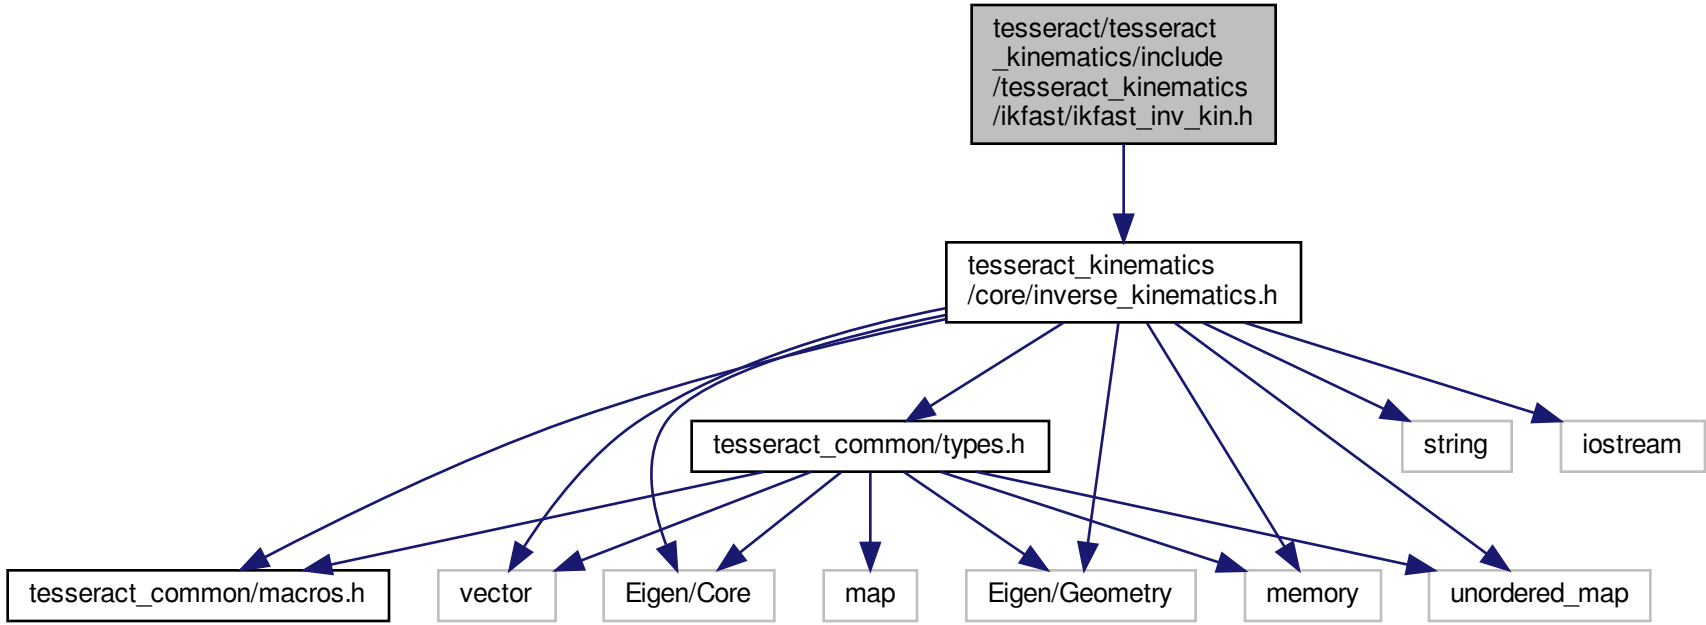 tesseract/tesseract
_kinematics/include
/tesseract_kinematics
/ikfast/ikfast_inv_kin.h
tesseract_kinematics
/core/inverse_kinematics.h
tesseract_common/types.h
string
iostream
tesseract_common/macros.h
vector
Eigen/Core
map
Eigen/Geometry
memory
unordered_map